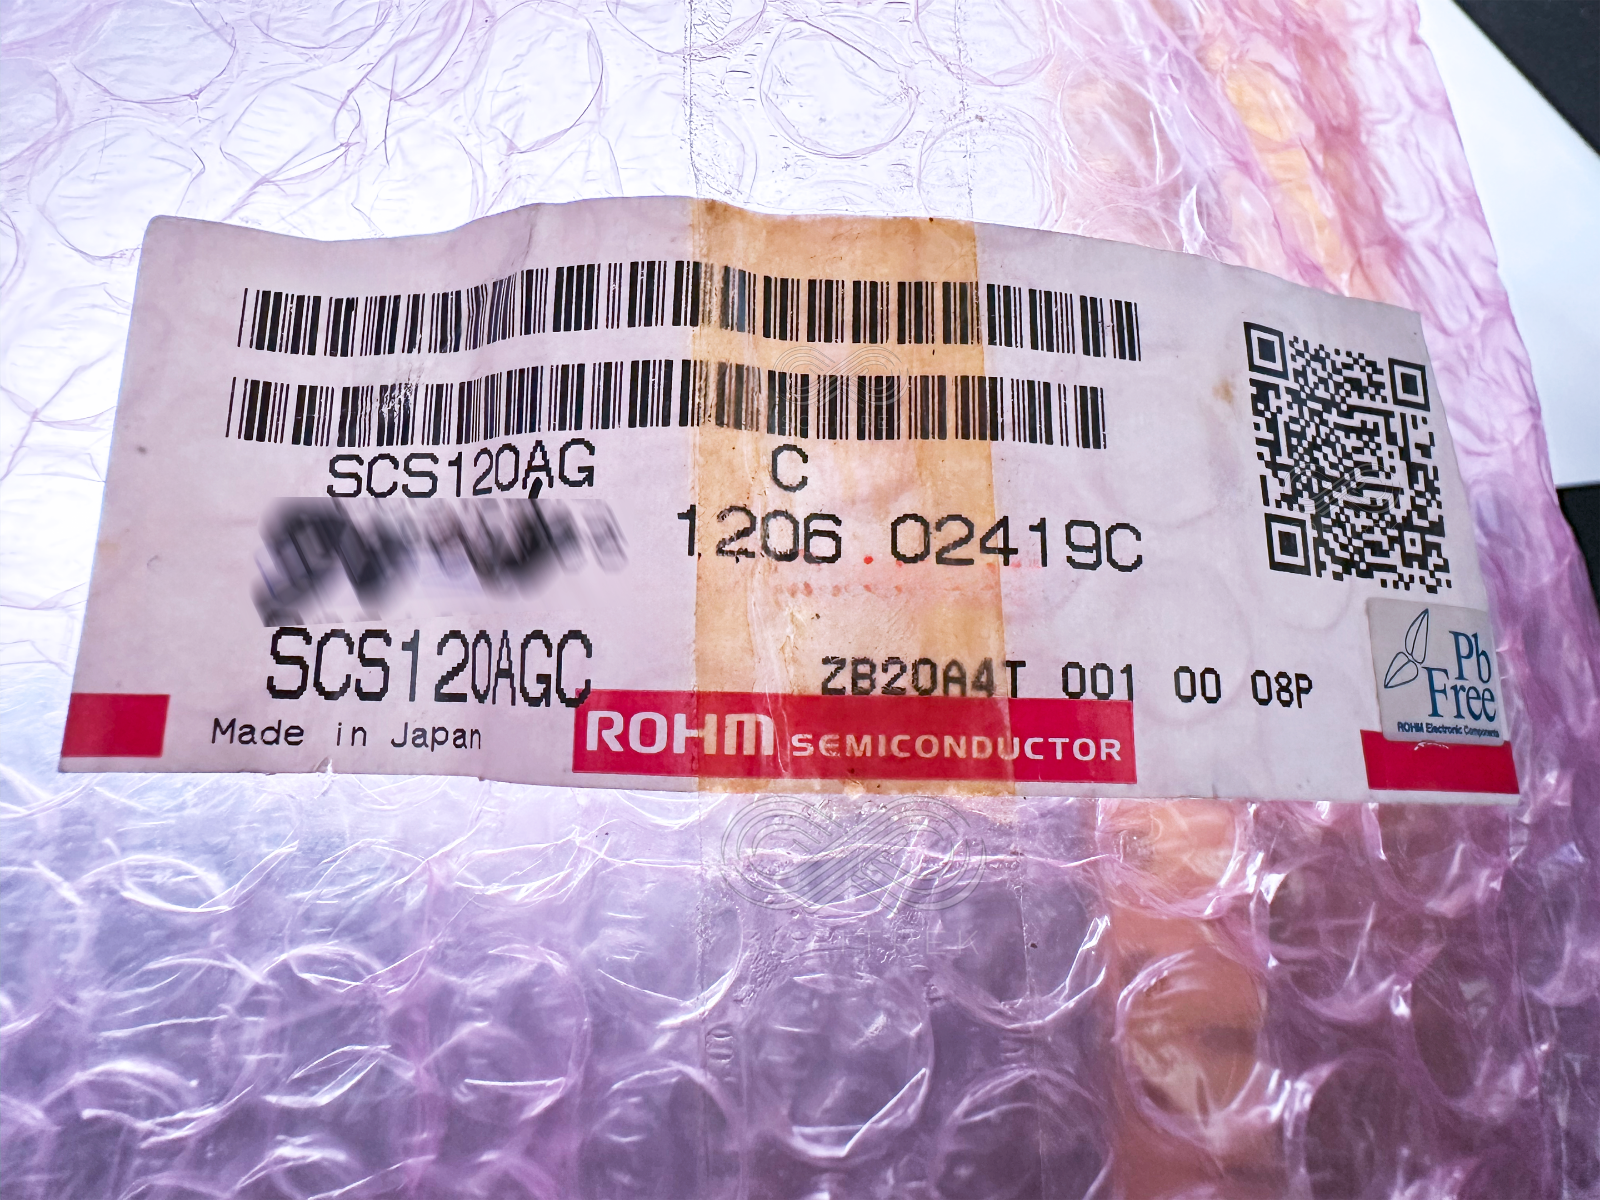 SCS120AG C
1206 . 02419C
SCS120AGC
ZB20A4T 001 00 08P
Made in Japan
ROHM SEMICONDUCTOR
Pb
Free
ROHM Electronic Components